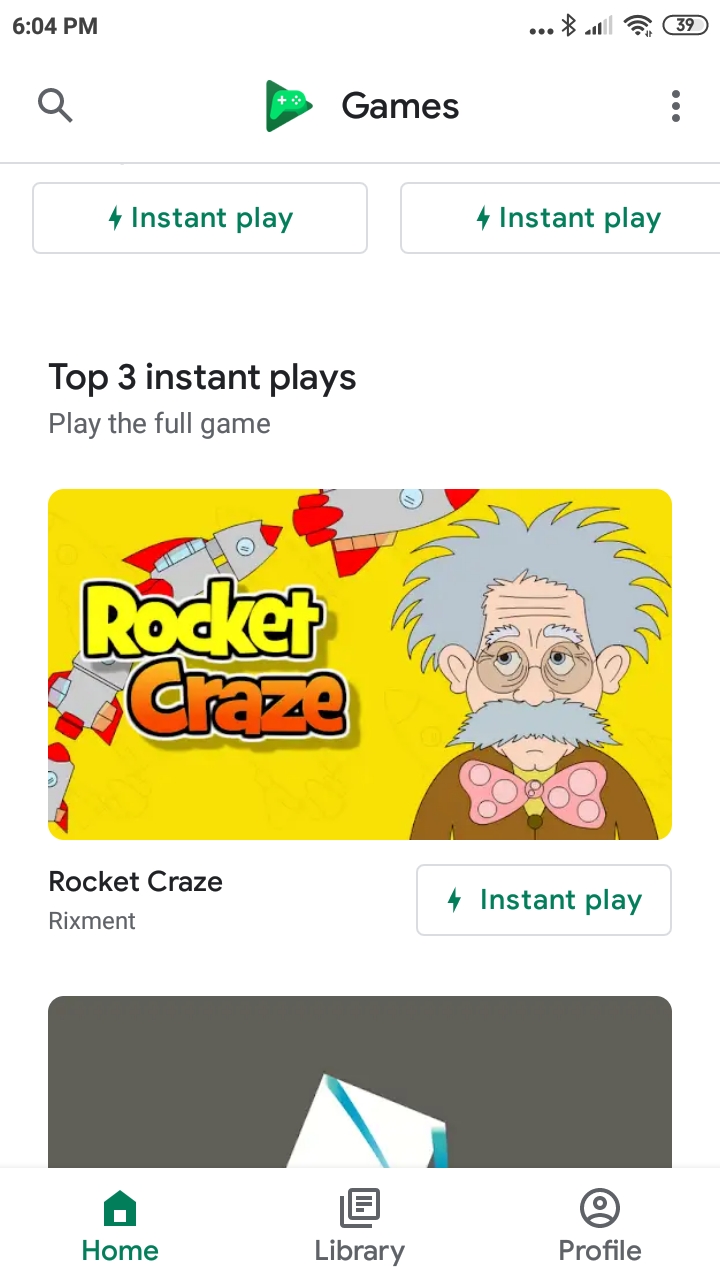 6:04 PM 39
Games
Instant play Instant play
Top 3 instant plays
Play the full game
Rocket
Craze
Rocket Craze
Rixment
Instant play
Home Library Profile